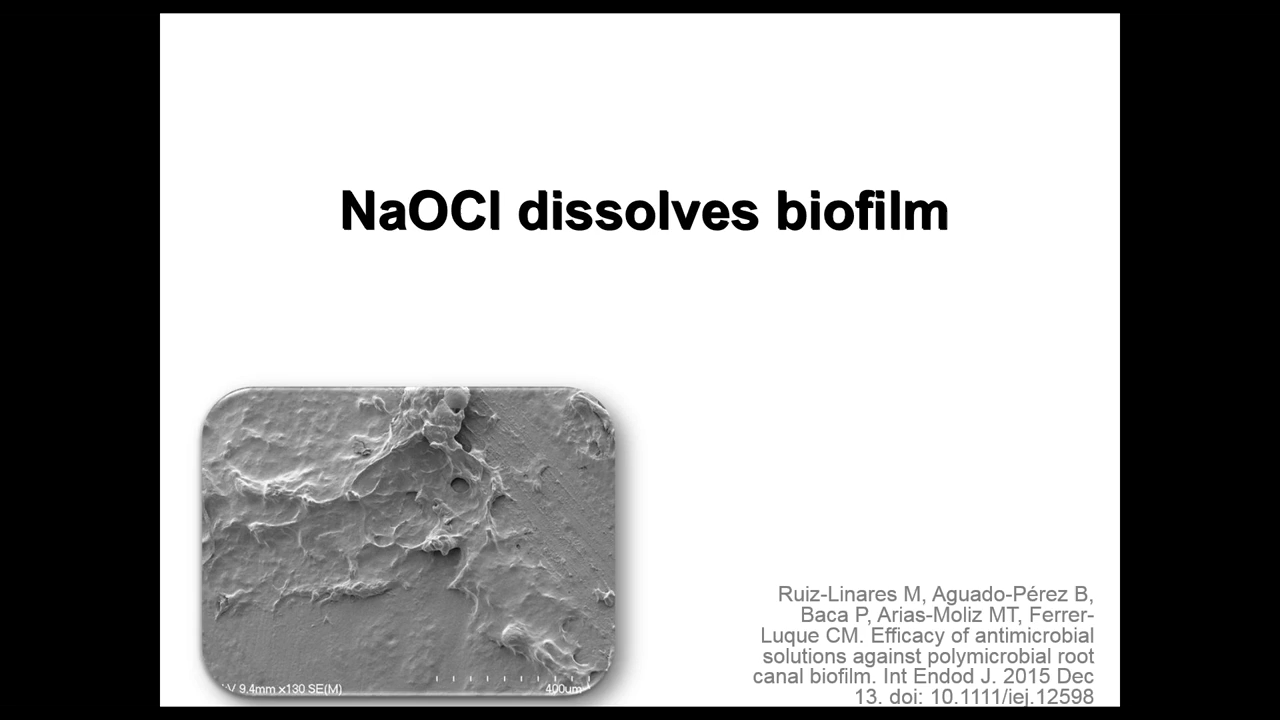 NaOCl dissolves biofilm
V 9.4mm x130 SE(M)
400um
Ruiz-Linares M, Aguado-Pérez B,
Baca P, Arias-Moliz MT, Ferrer-
Luque CM. Efficacy of antimicrobial
solutions against polymicrobial root
canal biofilm. Int Endod J. 2015 Dec
13. doi: 10.1111/iej.12598